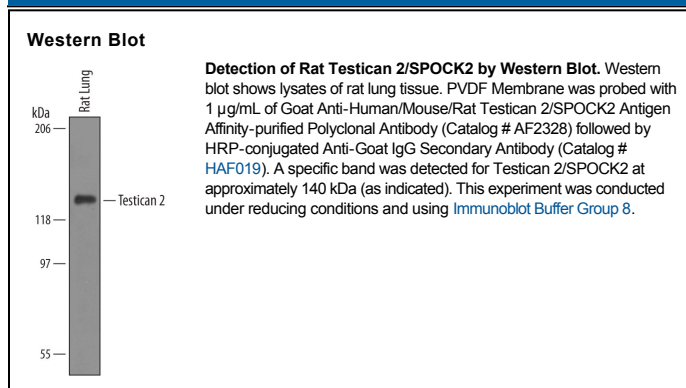 Western Blot
Rat Lung
kDa
206
Testican 2
118
97
55
Detection of Rat Testican 2/SPOCK2 by Western Blot. Western
blot shows lysates of rat lung tissue. PVDF Membrane was probed with
1 µg/mL of Goat Anti-Human/Mouse/Rat Testican 2/SPOCK2 Antigen
Affinity-purified Polyclonal Antibody (Catalog # AF2328) followed by
HRP-conjugated Anti-Goat IgG Secondary Antibody (Catalog #
HAF019). A specific band was detected for Testican 2/SPOCK2 at
approximately 140 kDa (as indicated). This experiment was conducted
under reducing conditions and using Immunoblot Buffer Group 8.